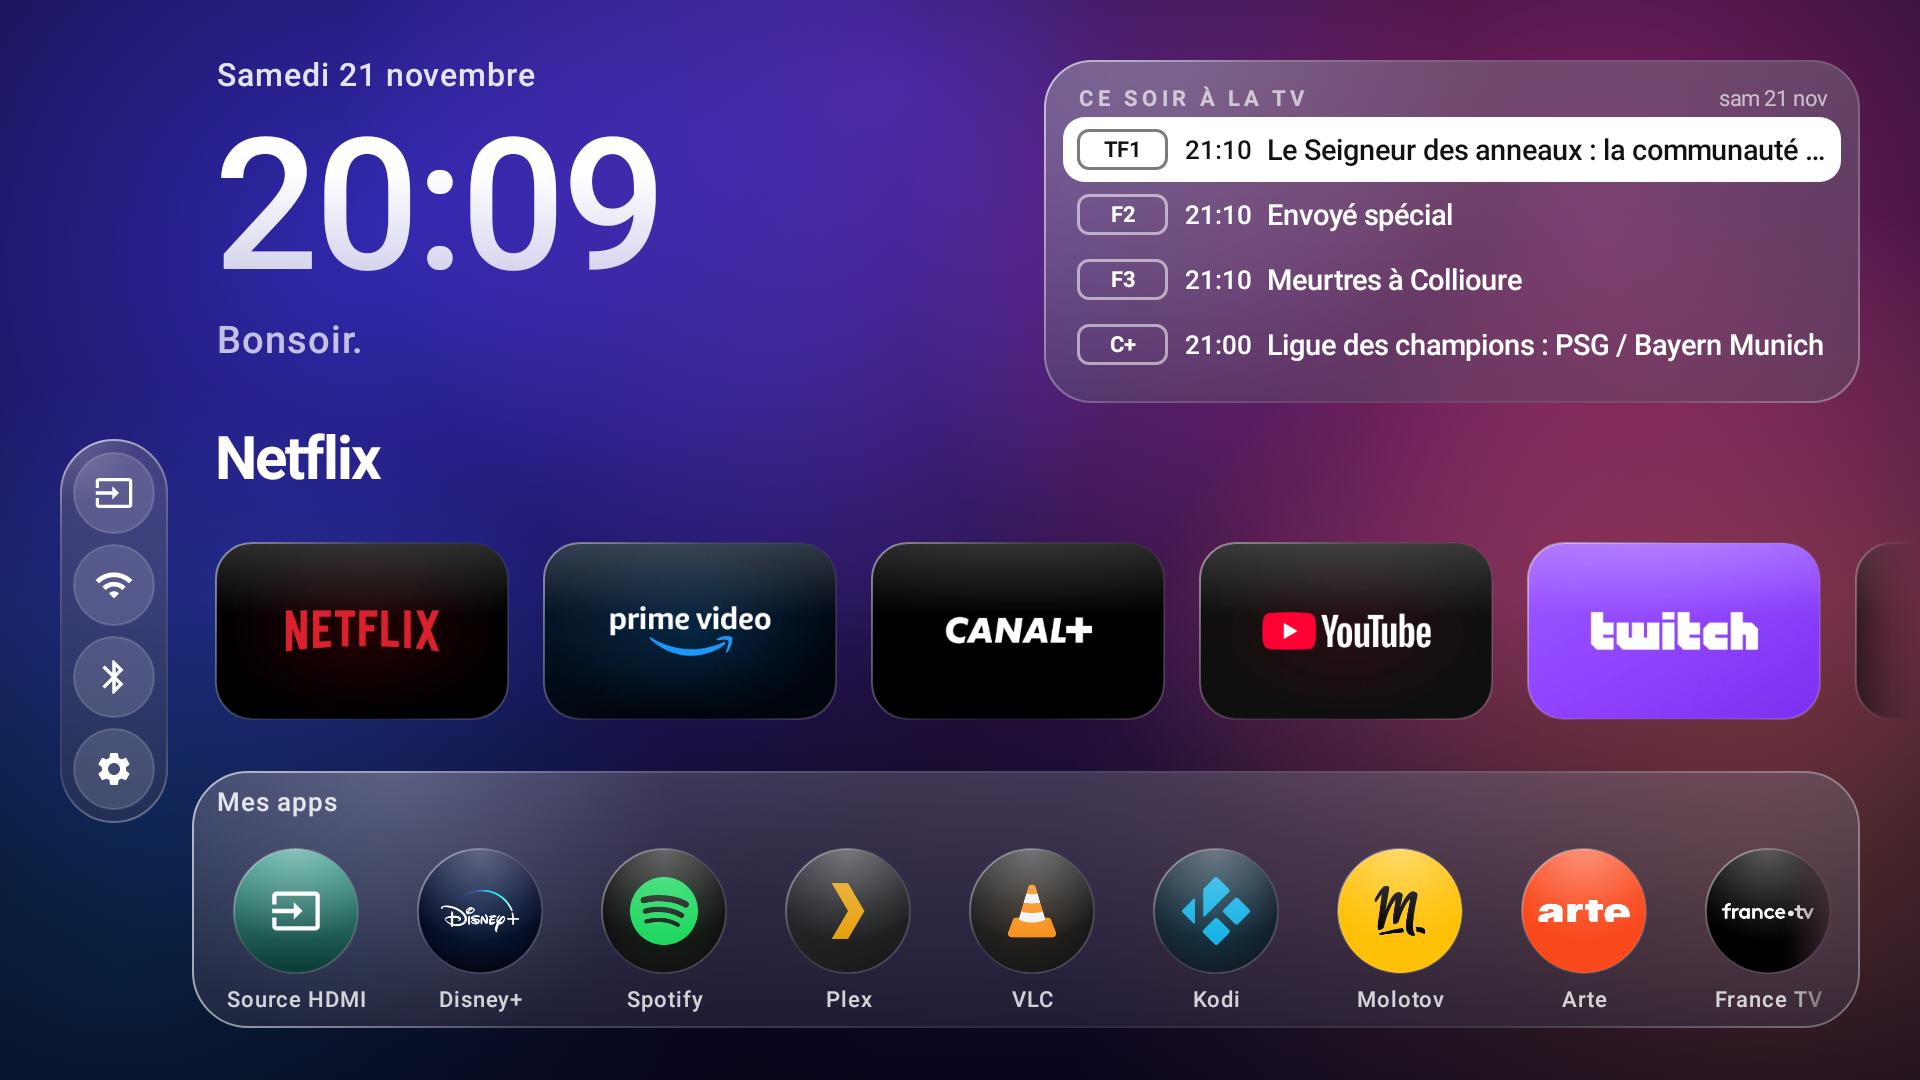 Samedi 21 novembre
20:09
Bonsoir.
CE SOIR À LA TV sam 21 nov
TF1 21:10 Le Seigneur des anneaux : la communauté ...
F2 21:10 Envoyé spécial
F3 21:10 Meurtres à Collioure
C+ 21:00 Ligue des champions : PSG / Bayern Munich
Netflix
NETFLIX
prime video
CANAL+
YouTube
twitch
Mes apps
Disney+
M.
arte
france•tv
Source HDMI
Disney+
Spotify
Plex
VLC
Kodi
Molotov
Arte
France TV